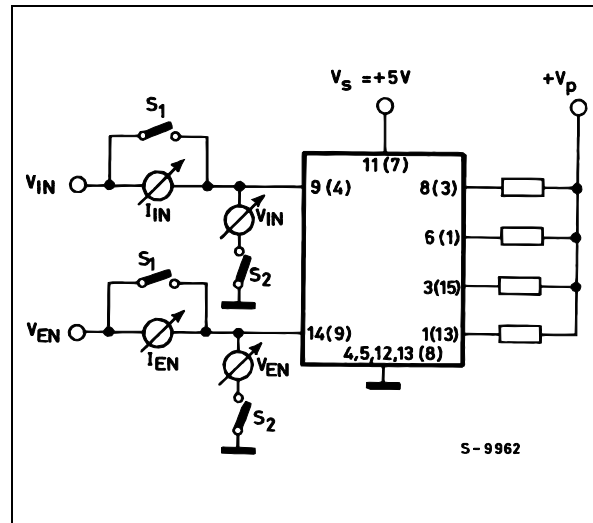 Vs = +5V
+Vp
S1
11 (7)
VIN
IIN
VIN
9 (4)
8 (3)
S2
6 (1)
S1
3 (15)
VEN
IEN
VEN
14 (9)
1 (13)
4,5,12,13 (8)
S2
S-9962